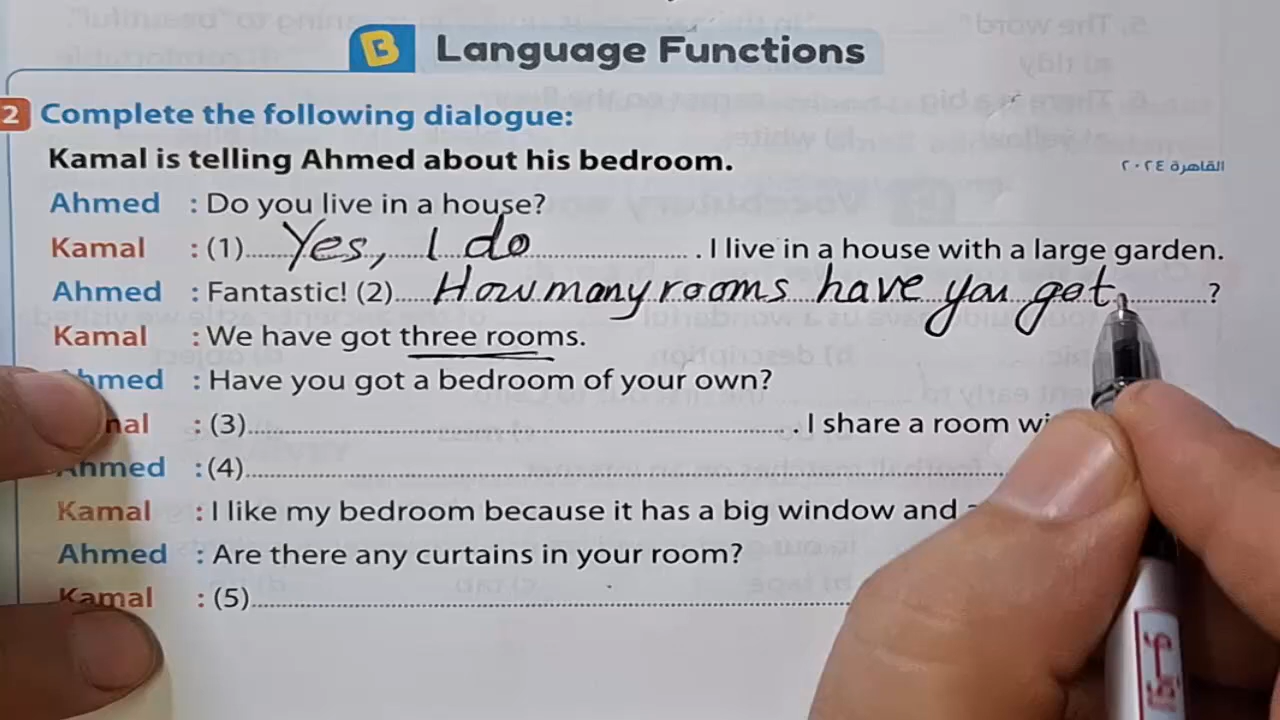 B Language Functions
2 Complete the following dialogue:
Kamal is telling Ahmed about his bedroom.
القاهرة ٢٠٢٤
Ahmed : Do you live in a house?
Kamal : (1) Yes, I do . I live in a house with a large garden.
Ahmed : Fantastic! (2) How many rooms have you got ?
Kamal : We have got three rooms.
Ahmed : Have you got a bedroom of your own?
: (3) . I share a room
Ahmed : (4)
Kamal : I like my bedroom because it has a big window and
Ahmed : Are there any curtains in your room?
Kamal : (5)